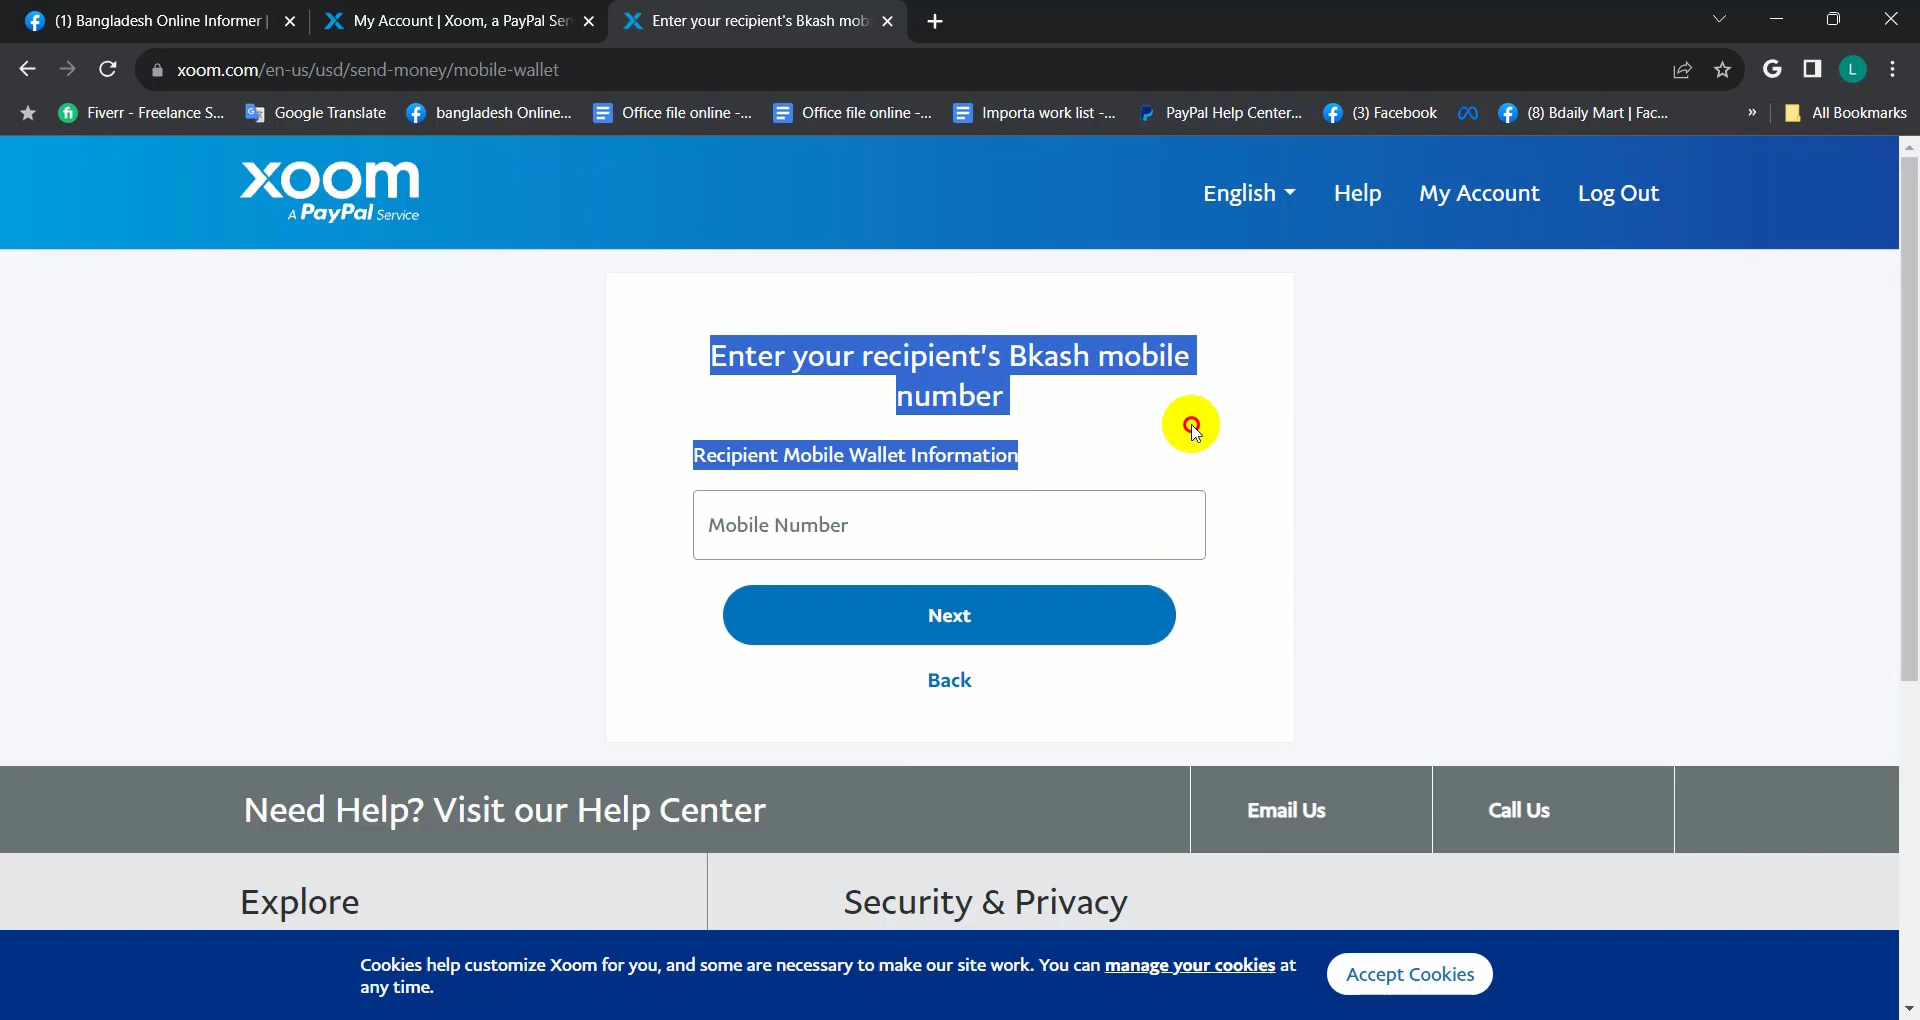 (1) Bangladesh Online Informer |
My Account | Xoom, a PayPal Ser
Enter your recipient's Bkash mob
xoom.com/en-us/usd/send-money/mobile-wallet
L
Fiverr - Freelance S...
Google Translate
bangladesh Online...
Office file online -...
Office file online -...
Importa work list -...
PayPal Help Center...
(3) Facebook
(8) Bdaily Mart | Fac...
»
All Bookmarks
xoom
A PayPal Service
English
Help
My Account
Log Out
Enter your recipient's Bkash mobile
number
Recipient Mobile Wallet Information
Mobile Number
Next
Back
Need Help? Visit our Help Center
Email Us
Call Us
Explore
Security & Privacy
Cookies help customize Xoom for you, and some are necessary to make our site work. You can manage your cookies at
any time.
Accept Cookies